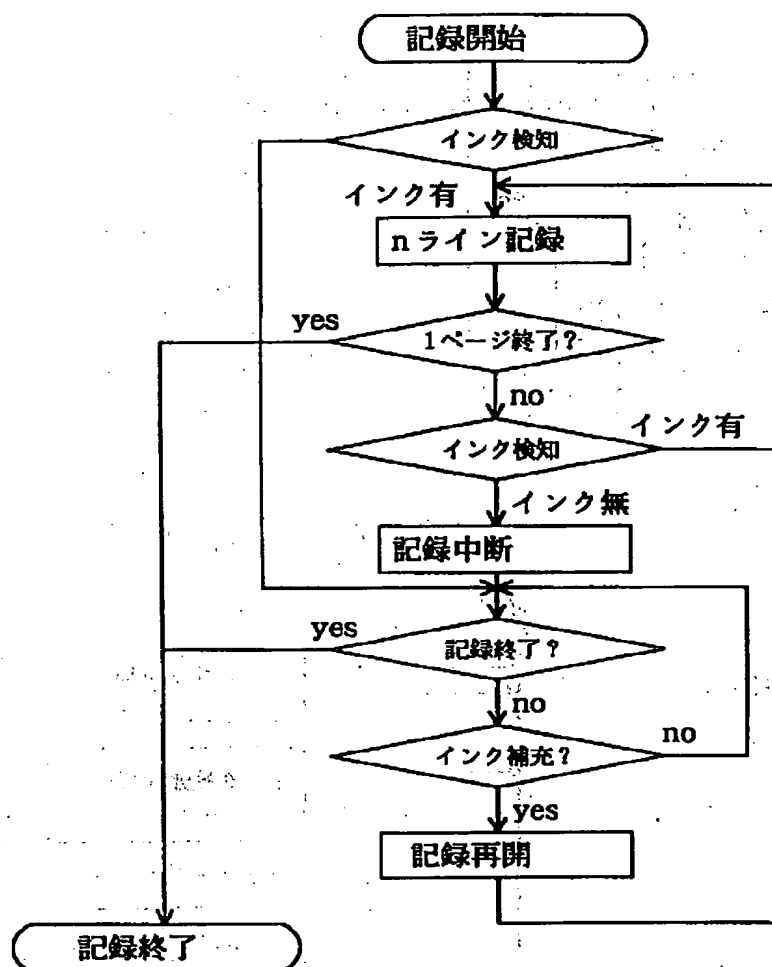 記録開始
インク検知
インク有
nライン記録
yes
1ページ終了?
no
インク検知
インク有
インク無
記録中断
yes
記録終了?
no
インク補充?
no
yes
記録再開
記録終了